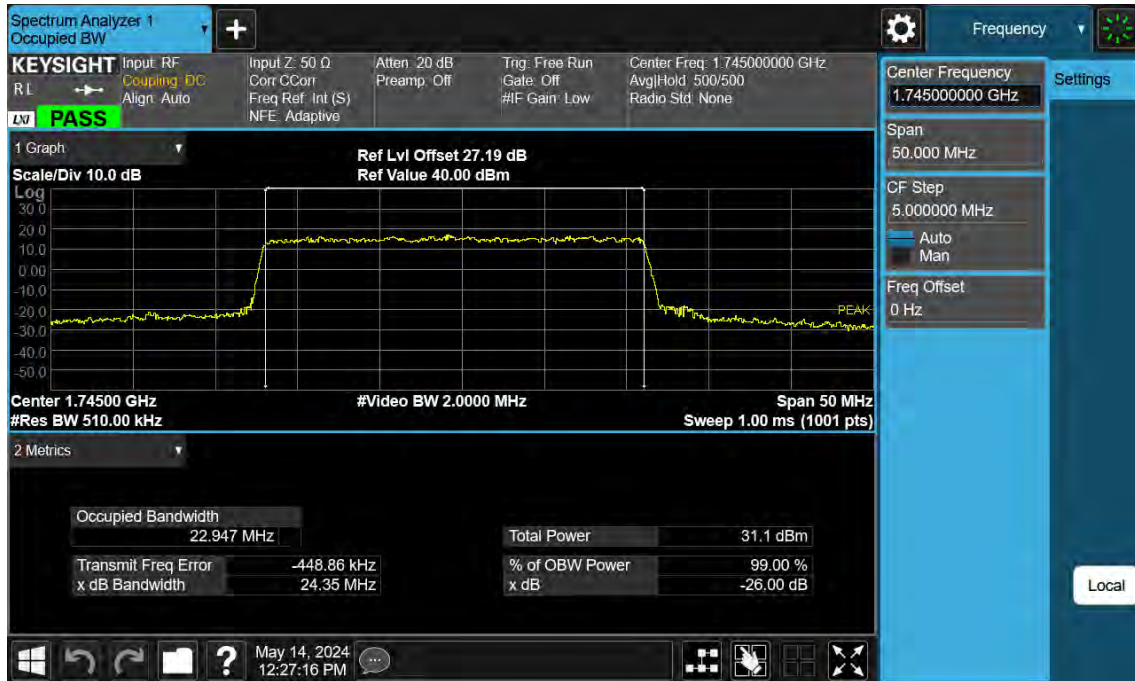 Spectrum Analyzer 1
Occupied BW
Frequency
KEYSIGHT
R L
LXI PASS
Input: RF
Coupling: DC
Align: Auto
Input Z: 50 Ω
Corr CCorr
Freq Ref: Int (S)
NFE: Adaptive
Atten: 20 dB
Preamp: Off
Trig: Free Run
Gate: Off
#IF Gain: Low
Center Freq: 1.745000000 GHz
Avg|Hold: 500/500
Radio Std: None
1 Graph
Scale/Div 10.0 dB
Ref Lvl Offset 27.19 dB
Ref Value 40.00 dBm
Log
30.0
20.0
10.0
0.00
-10.0
-20.0
-30.0
-40.0
-50.0
PEAK
Center 1.74500 GHz
#Video BW 2.0000 MHz
Span 50 MHz
#Res BW 510.00 kHz
Sweep 1.00 ms (1001 pts)
2 Metrics
Occupied Bandwidth
22.947 MHz
Total Power 31.1 dBm
Transmit Freq Error -448.86 kHz
% of OBW Power 99.00 %
x dB Bandwidth 24.35 MHz
x dB -26.00 dB
Center Frequency
1.745000000 GHz
Settings
Span
50.000 MHz
CF Step
5.000000 MHz
Auto
Man
Freq Offset
0 Hz
Local
?
May 14, 2024
12:27:16 PM